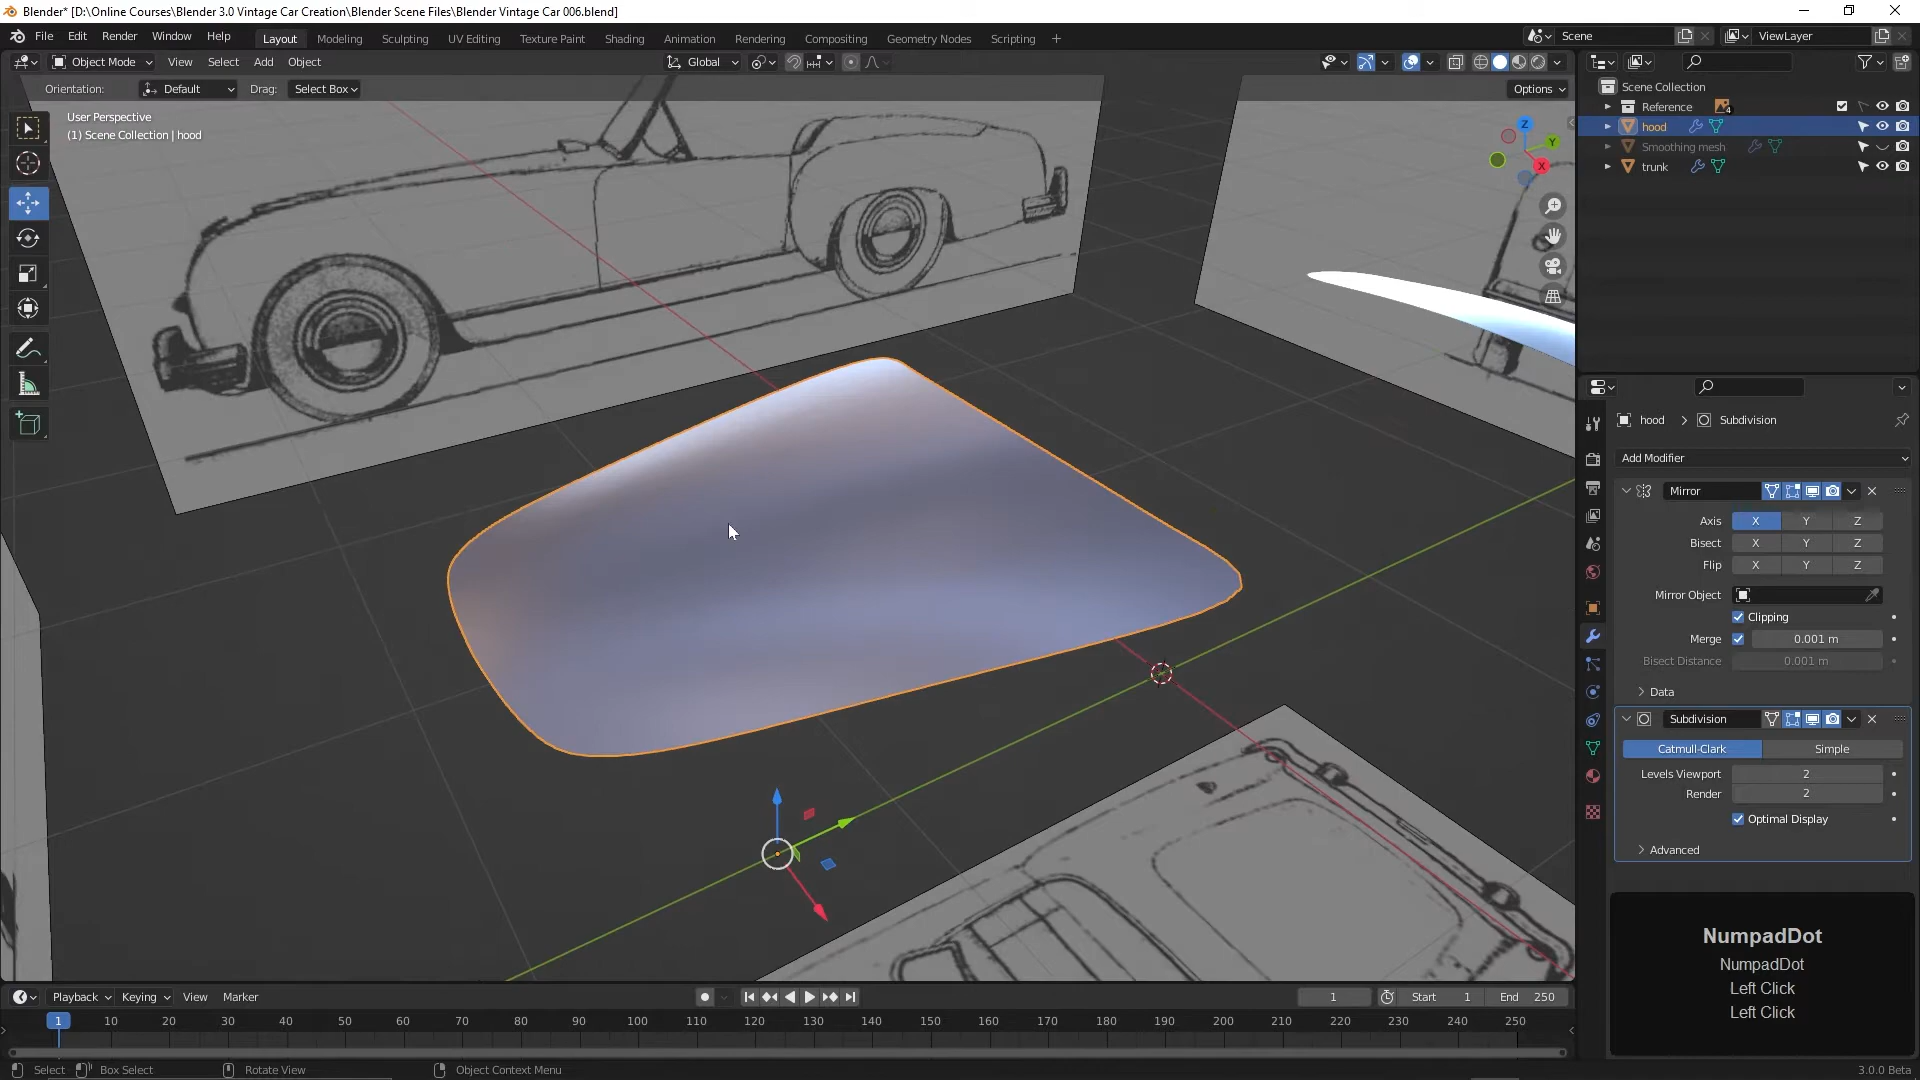 Blender* [D:\Online Courses\Blender 3.0 Vintage Car Creation\Blender Scene Files\Blender Vintage Car 006.blend]
File Edit Render Window Help Layout Modeling Sculpting UV Editing Texture Paint Shading Animation Rendering Compositing Geometry Nodes Scripting + Scene ViewLayer
Object Mode View Select Add Object Global
Orientation: Default Drag: Select Box Options
User Perspective
(1) Scene Collection | hood
Z
Y
X
Scene Collection
Reference 4
hood
Smoothing mesh
trunk
hood > Subdivision
Add Modifier
Mirror
Axis X Y Z
Bisect X Y Z
Flip X Y Z
Mirror Object
Clipping
Merge 0.001 m
Bisect Distance 0.001 m
Data
Subdivision
Catmull-Clark Simple
Levels Viewport 2
Render 2
Optimal Display
Advanced
NumpadDot
NumpadDot
Left Click
Left Click
Playback Keying View Marker 1 Start 1 End 250
1 10 20 30 40 50 60 70 80 90 100 110 120 130 140 150 160 170 180 190 200 210 220 230 240 250
Select Box Select Rotate View Object Context Menu 3.0.0 Beta